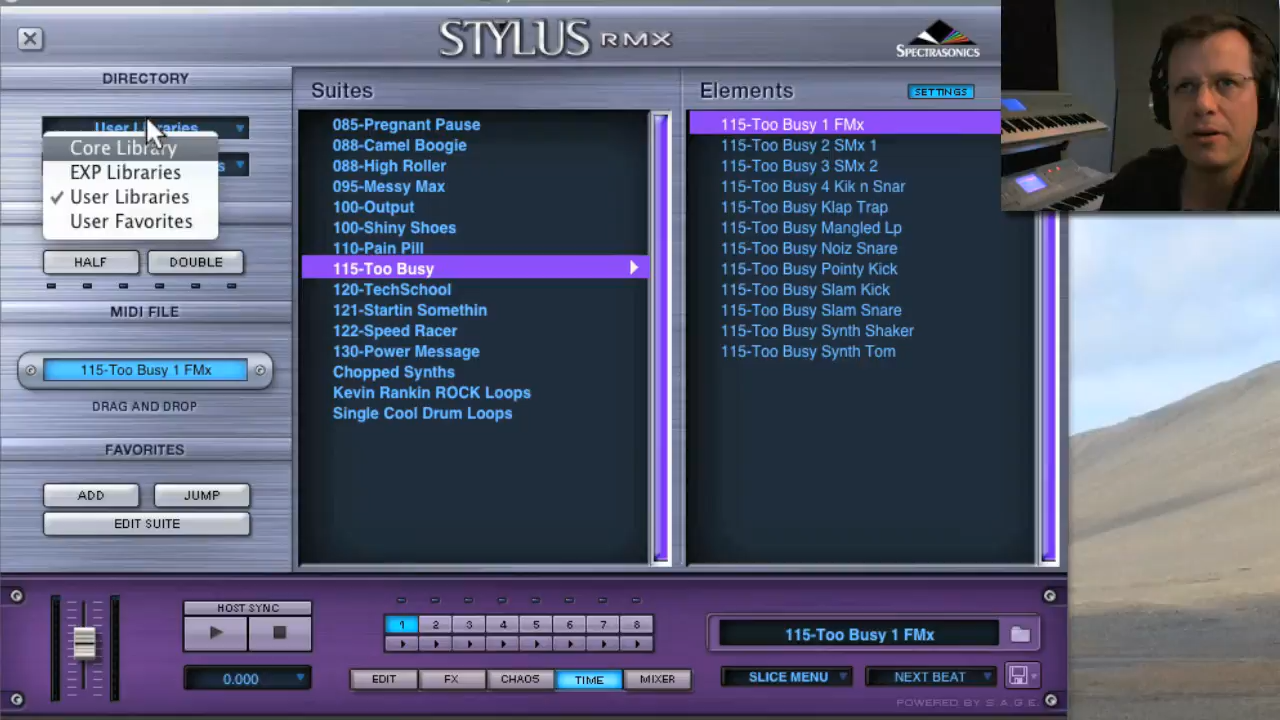 STYLUS RMX
SPECTRASONICS
DIRECTORY
User Libraries
Core Library
EXP Libraries
✓ User Libraries
User Favorites
HALF
DOUBLE
MIDI FILE
115-Too Busy 1 FMx
DRAG AND DROP
FAVORITES
ADD
JUMP
EDIT SUITE
Suites
085-Pregnant Pause
088-Camel Boogie
088-High Roller
095-Messy Max
100-Output
100-Shiny Shoes
110-Pain Pill
115-Too Busy
120-TechSchool
121-Startin Somethin
122-Speed Racer
130-Power Message
Chopped Synths
Kevin Rankin ROCK Loops
Single Cool Drum Loops
Elements
SETTINGS
115-Too Busy 1 FMx
115-Too Busy 2 SMx 1
115-Too Busy 3 SMx 2
115-Too Busy 4 Kik n Snar
115-Too Busy Klap Trap
115-Too Busy Mangled Lp
115-Too Busy Noiz Snare
115-Too Busy Pointy Kick
115-Too Busy Slam Kick
115-Too Busy Slam Snare
115-Too Busy Synth Shaker
115-Too Busy Synth Tom
HOST SYNC
0.000
1 2 3 4 5 6 7 8
EDIT FX CHAOS TIME MIXER
115-Too Busy 1 FMx
SLICE MENU
NEXT BEAT
POWERED BY S.A.G.E.